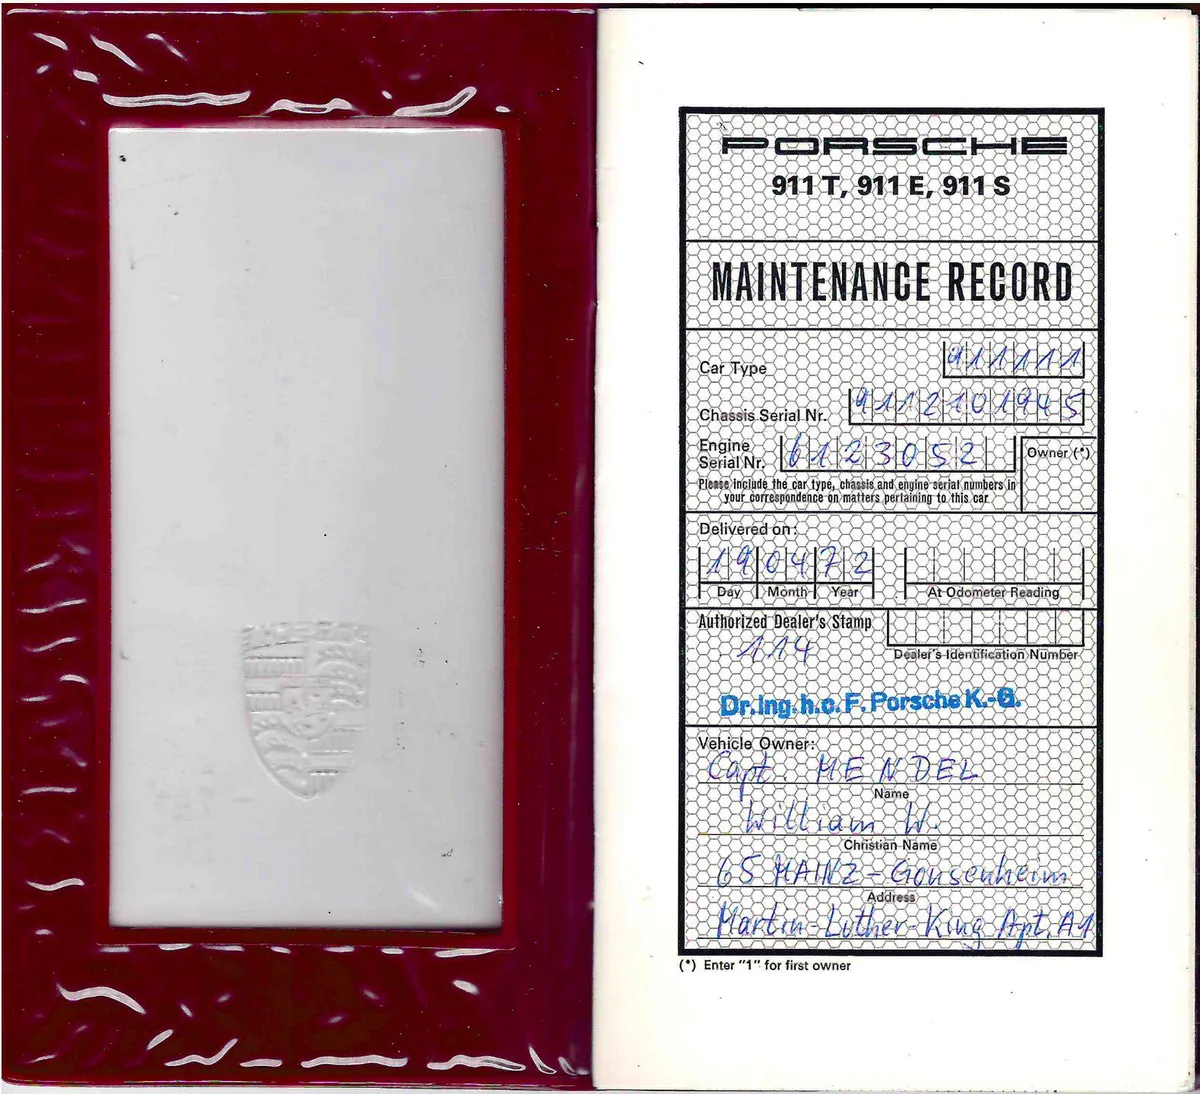 PORSCHE
911 T, 911 E, 911 S
MAINTENANCE RECORD
Car Type 911111
Chassis Serial Nr. 9112101945
Engine
Serial Nr. 6123052
Owner (*)
Please include the car type, chassis and engine serial numbers in
your correspondence on matters pertaining to this car
Delivered on:
190472
Day Month Year At Odometer Reading
Authorized Dealer's Stamp
1.14
Dealer's Identification Number
Dr.Ing.h.c.F.Porsche K.-G.
Vehicle Owner:
Capt. MENDEL
Name
William W.
Christian Name
65 MAINZ-Gonsenheim
Address
Martin-Luther-King Apt. A1
(*) Enter "1" for first owner